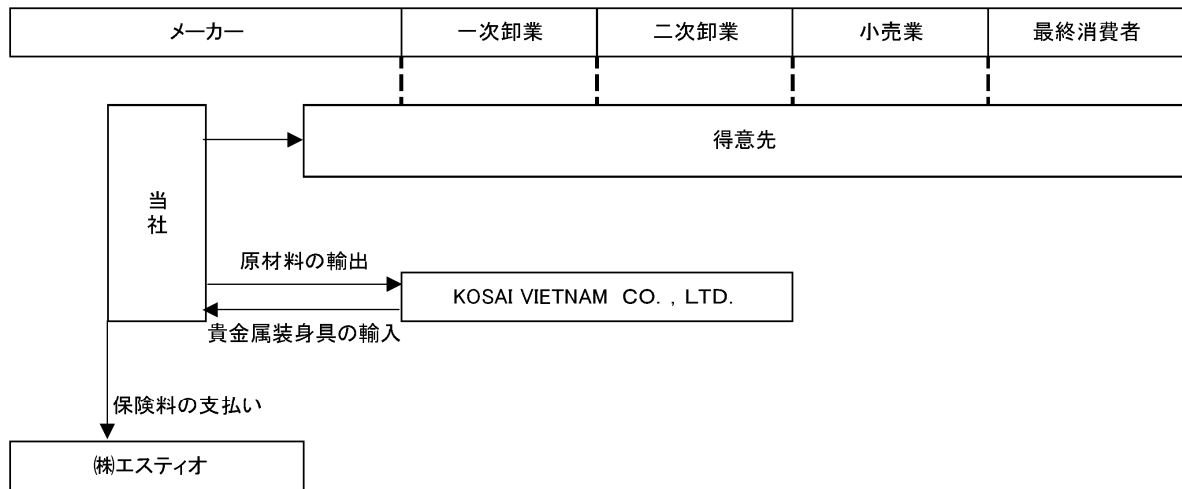 メーカー 一次卸業 二次卸業 小売業 最終消費者
得意先
当社
原材料の輸出
KOSAI VIETNAM CO. , LTD.
貴金属装身具の輸入
保険料の支払い
㈱エスティオ